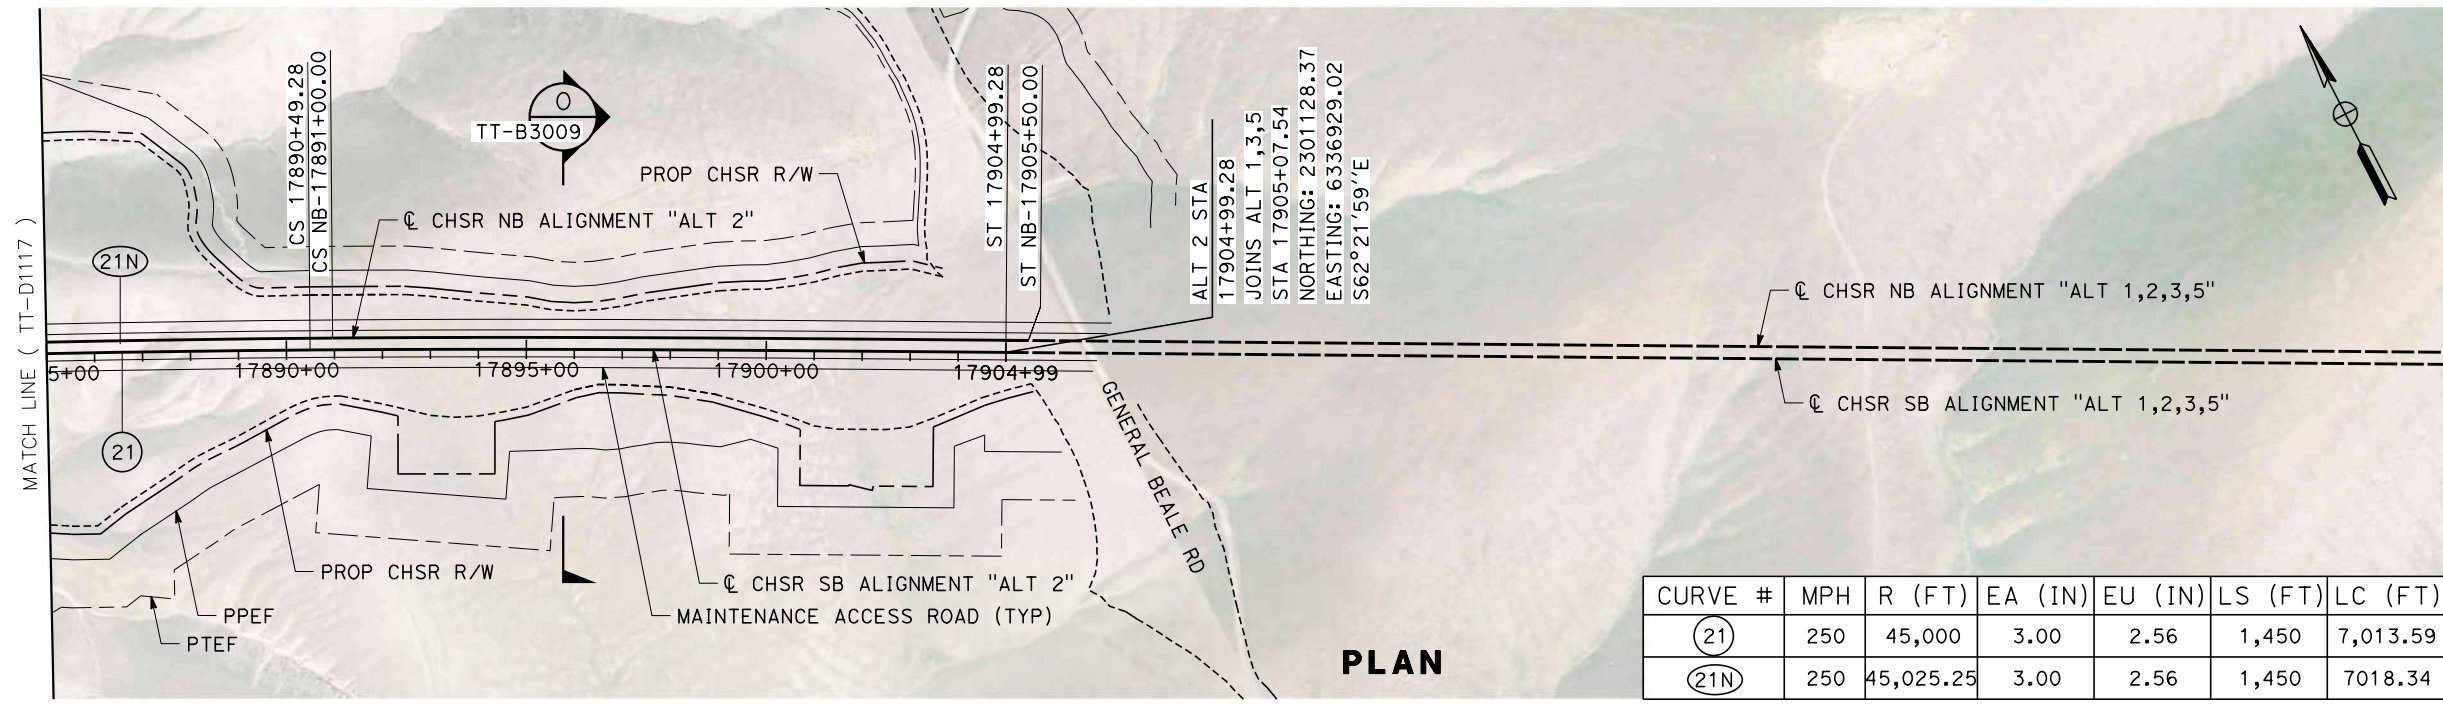 MATCH LINE ( TT-D1117 )
CS 17890+49.28
CS NB-17891+00.00
0
TT-B3009
PROP CHSR R/W
℄ CHSR NB ALIGNMENT "ALT 2"
ST 17904+99.28
ST NB-17905+50.00
ALT 2 STA
17904+99.28
JOINS ALT 1,3,5
STA 17905+07.54
NORTHING: 2301128.37
EASTING: 6336929.02
S62°21'59''E
21N
℄ CHSR NB ALIGNMENT "ALT 1,2,3,5"
5+00
17890+00
17895+00
17900+00
17904+99
℄ CHSR SB ALIGNMENT "ALT 1,2,3,5"
21
GENERAL BEALE RD
PROP CHSR R/W
℄ CHSR SB ALIGNMENT "ALT 2"
PPEF
MAINTENANCE ACCESS ROAD (TYP)
PTEF
PLAN
CURVE # MPH R (FT) EA (IN) EU (IN) LS (FT) LC (FT)
21 250 45,000 3.00 2.56 1,450 7,013.59
21N 250 45,025.25 3.00 2.56 1,450 7018.34